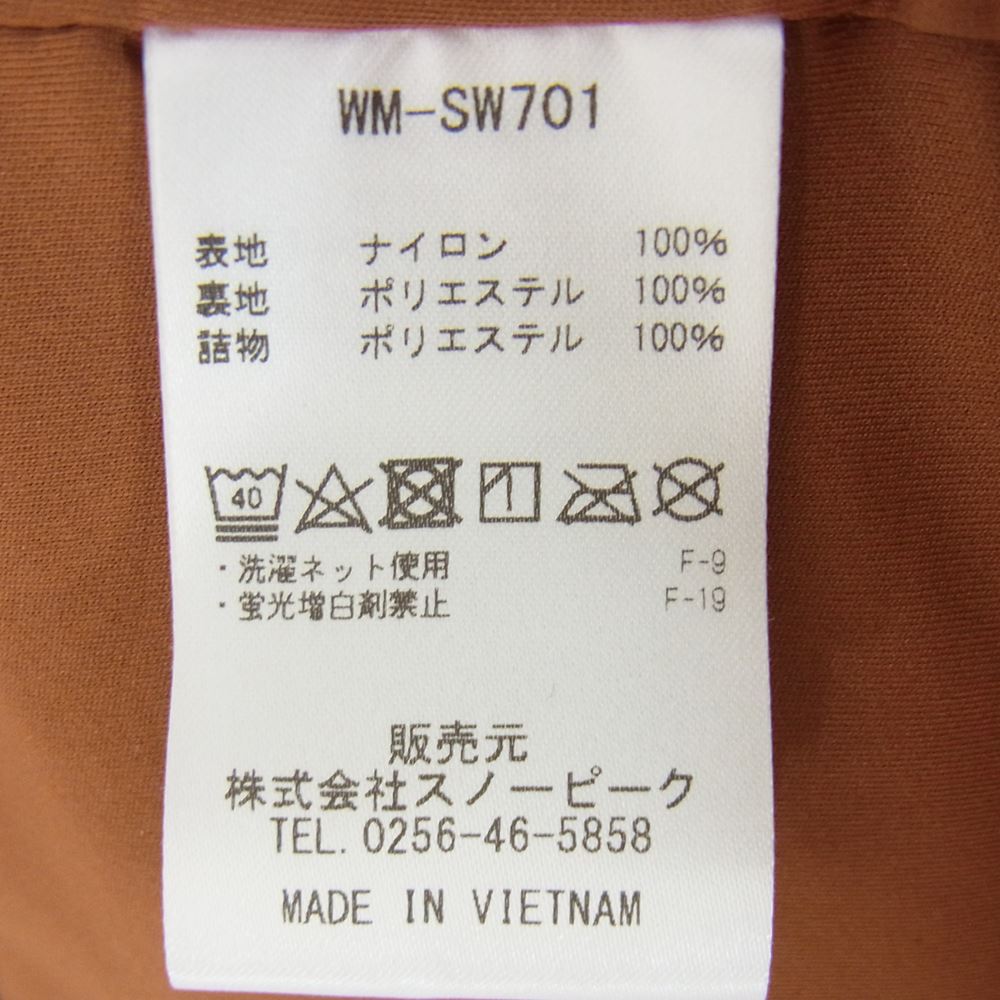 WM-SW701
表地 ナイロン 100%
裏地 ポリエステル 100%
詰物 ポリエステル 100%
40
・洗濯ネット使用 F-9
・蛍光増白剤禁止 F-19
販売元
株式会社スノーピーク
TEL. 0256-46-5858
MADE IN VIETNAM